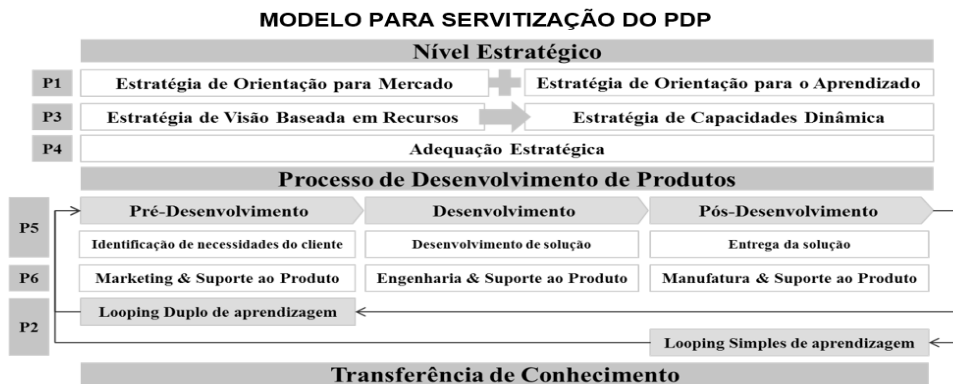 MODELO PARA SERVITIZAÇÃO DO PDP
Nível Estratégico
P1 Estratégia de Orientação para Mercado Estratégia de Orientação para o Aprendizado
P3 Estratégia de Visão Baseada em Recursos Estratégia de Capacidades Dinâmica
P4 Adequação Estratégica
Processo de Desenvolvimento de Produtos
Pré-Desenvolvimento Desenvolvimento Pós-Desenvolvimento
P5 Identificação de necessidades do cliente Desenvolvimento de solução Entrega da solução
P6 Marketing & Suporte ao Produto Engenharia & Suporte ao Produto Manufatura & Suporte ao Produto
Looping Duplo de aprendizagem
P2
Looping Simples de aprendizagem
Transferência de Conhecimento